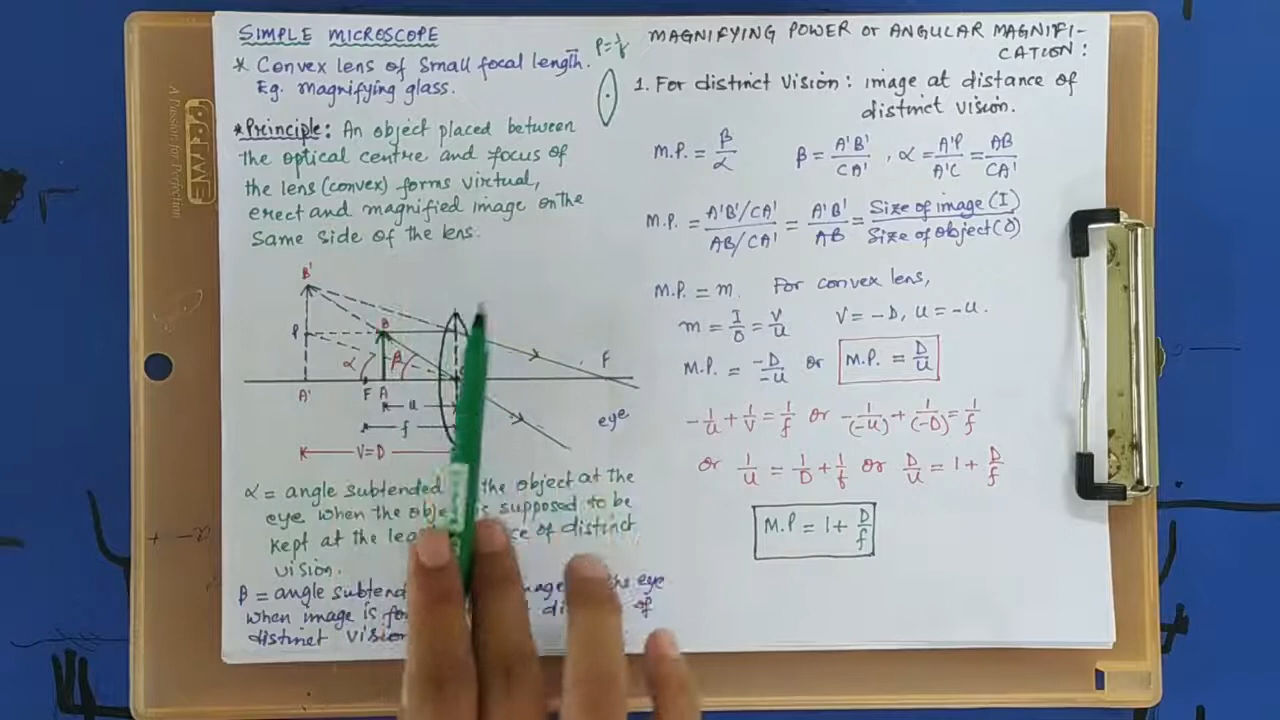 SIMPLE MICROSCOPE
* Convex lens of small focal length.
Eg. magnifying glass.
P=1/f
*Principle: An object placed between
the optical centre and focus of
the lens (convex) forms virtual,
erect and magnified image on the
same side of the lens.
B'
P
B
α
β
F
A'
F A
u
f
eye
V=D
α = angle subtended the object at the
eye when the supposed to be
kept at the of distinct
vision.
β = angle eye
when image is of
distinct
MAGNIFYING POWER or ANGULAR MAGNIFI-
CATION:
1. For distinct vision: image at distance of
distinct vision.
M.P. = β/α β = A'B'/CA' , α = A'P/A'C = AB/CA'
M.P. = A'B'/CA' / AB/CA' = A'B'/AB = Size of image (I)/Size of object (O)
M.P. = m. For convex lens,
m = I/O = V/u V = -D, u = -u.
M.P. = -D/-u or M.P. = D/u
-1/u + 1/V = 1/f or -1/(-u) + 1/(-D) = 1/f
or 1/u = 1/D + 1/f or D/u = 1 + D/f
M.P = 1 + D/f
A Passion for Perfection